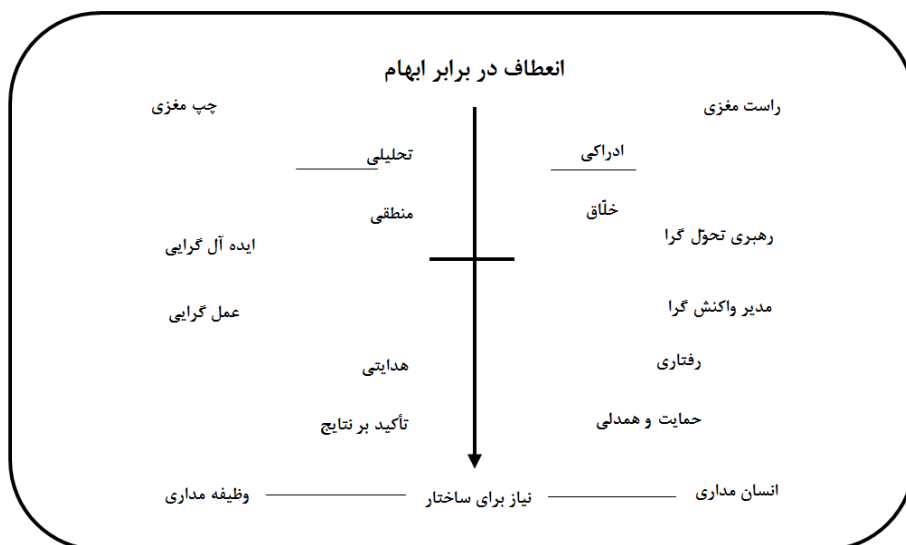 انعطاف در برابر ابهام
راست مغزی
چپ مغزی
ادراکی
تحلیلی
خلّاق
منطقی
رهبری تحوّل گرا
ایده آل گرایی
مدیر واکنش گرا
عمل گرایی
رفتاری
هدایتی
حمایت و همدلی
تأکید بر نتایج
انسان مداری
نیاز برای ساختار
وظیفه مداری